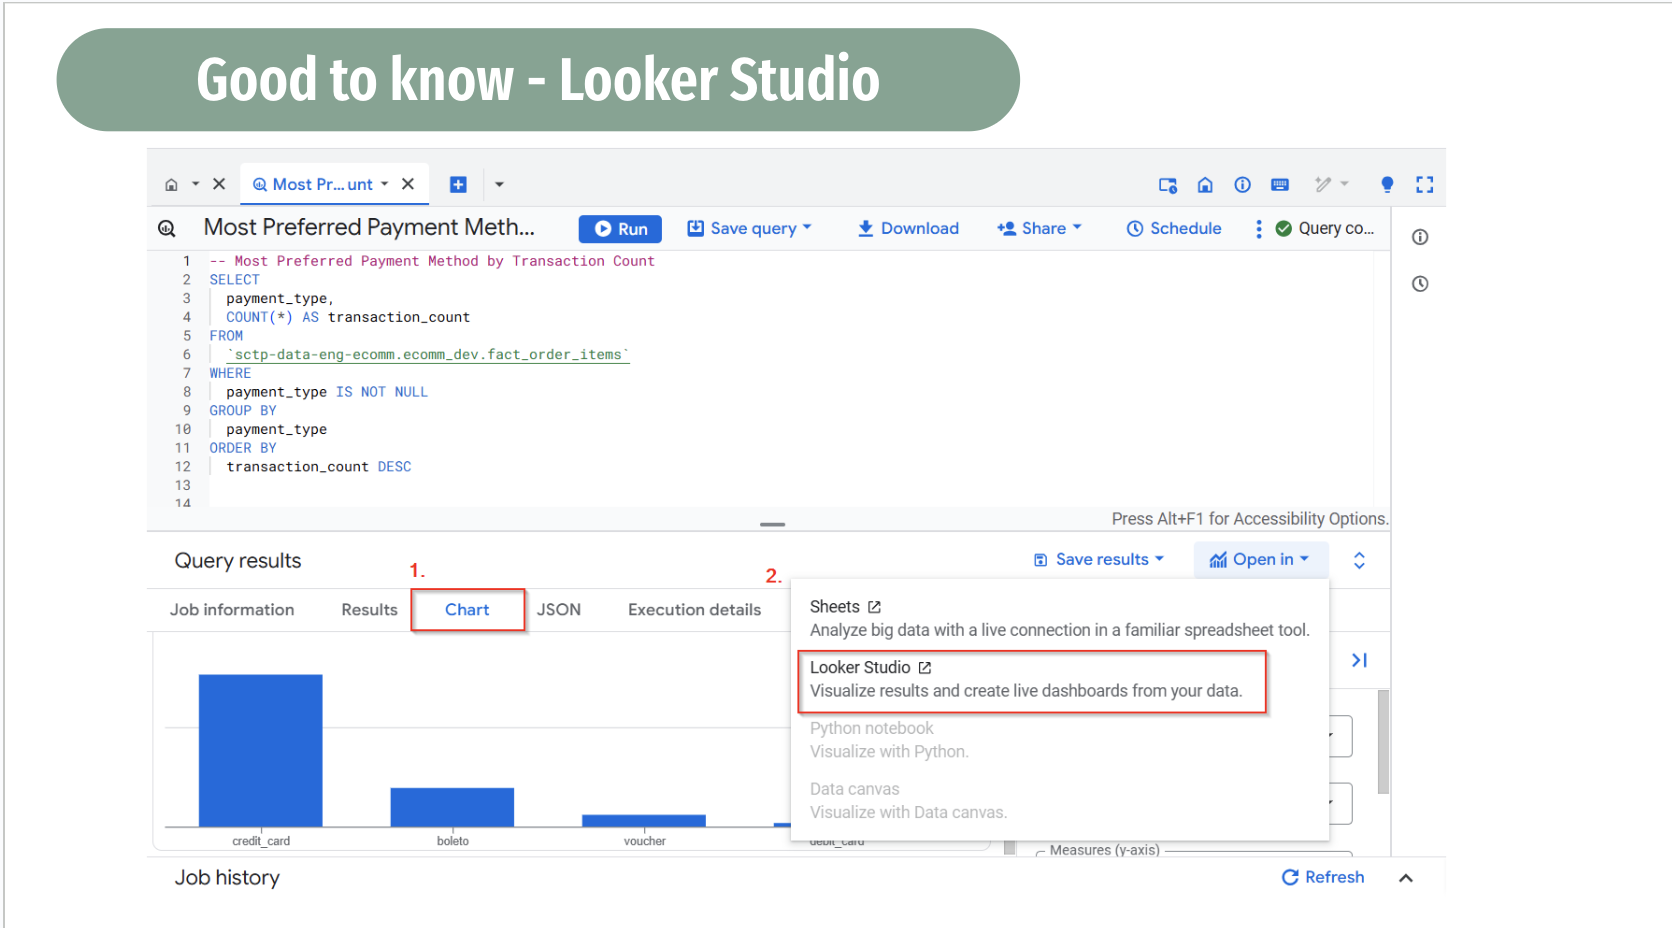 Good to know - Looker Studio
Most Pr... unt
Most Preferred Payment Meth...
Run
Save query
Download
Share
Schedule
Query co...
1 -- Most Preferred Payment Method by Transaction Count
2 SELECT
3 payment_type,
4 COUNT(*) AS transaction_count
5 FROM
6 `sctp-data-eng-ecomm.ecomm_dev.fact_order_items`
7 WHERE
8 payment_type IS NOT NULL
9 GROUP BY
10 payment_type
11 ORDER BY
12 transaction_count DESC
13
14
Press Alt+F1 for Accessibility Options.
Query results
Save results
Open in
1.
2.
Job information
Results
Chart
JSON
Execution details
Sheets
Analyze big data with a live connection in a familiar spreadsheet tool.
Looker Studio
Visualize results and create live dashboards from your data.
Python notebook
Visualize with Python.
Data canvas
Visualize with Data canvas.
credit_card
boleto
voucher
debit_card
Measures (y-axis)
Job history
Refresh